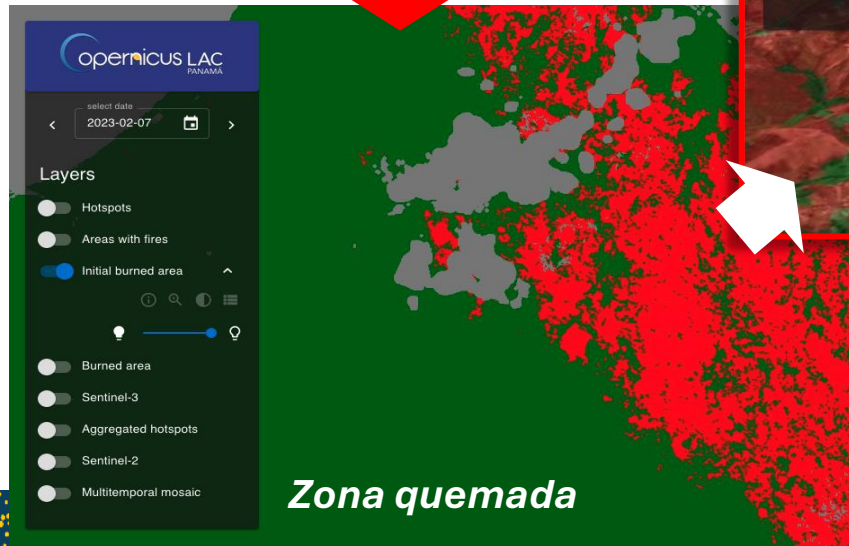 opernicus LAC
PANAMÁ
select date
2023-02-07
Layers
Hotspots
Areas with fires
Initial burned area
Burned area
Sentinel-3
Aggregated hotspots
Sentinel-2
Multitemporal mosaic
Zona quemada